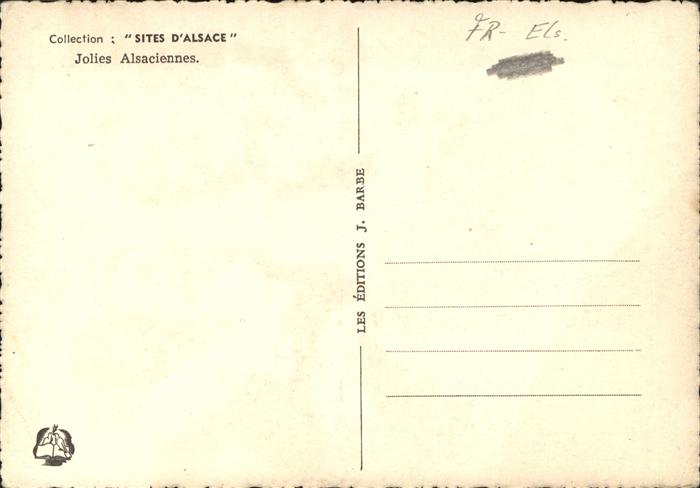 Collection : "SITES D'ALSACE"
Jolies Alsaciennes.
LES ÉDITIONS J. BARBE
FR- Els.